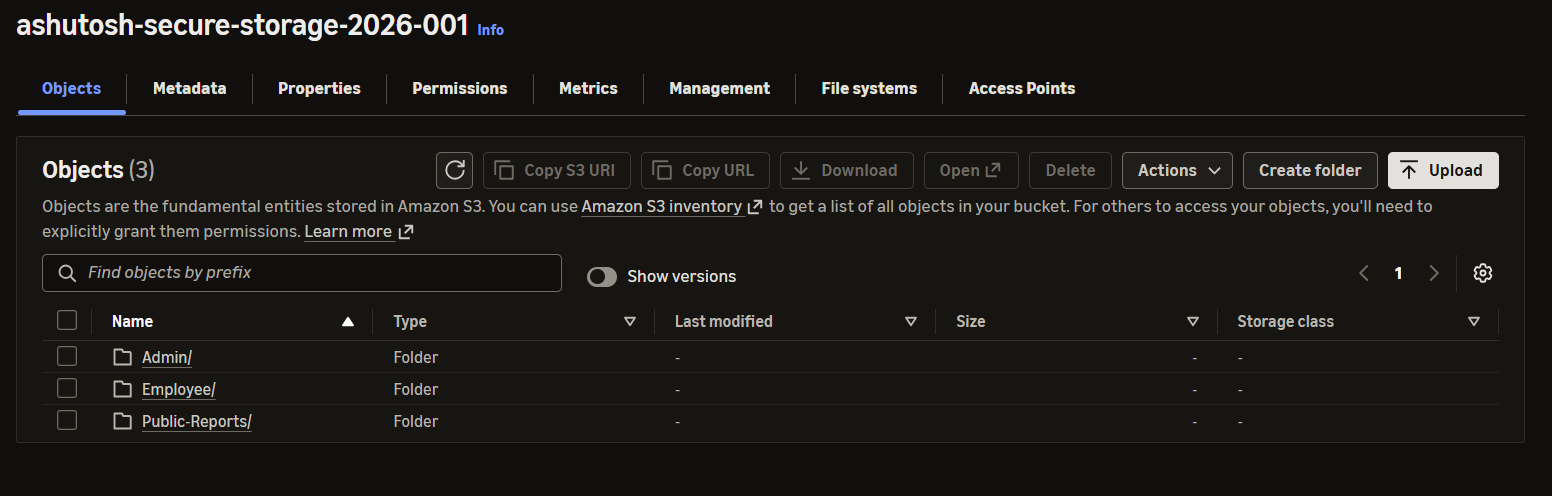 ashutosh-secure-storage-2026-001 Info
Objects Metadata Properties Permissions Metrics Management File systems Access Points
Objects (3) Copy S3 URI Copy URL Download Open Delete Actions Create folder Upload
Objects are the fundamental entities stored in Amazon S3. You can use Amazon S3 inventory to get a list of all objects in your bucket. For others to access your objects, you'll need to
explicitly grant them permissions. Learn more
Find objects by prefix Show versions 1
Name Type Last modified Size Storage class
Admin/ Folder - - -
Employee/ Folder - - -
Public-Reports/ Folder - - -